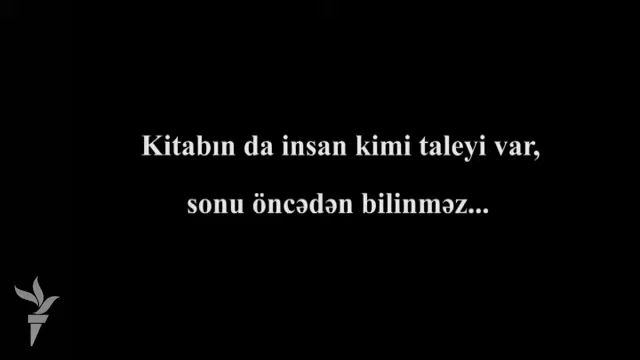 Kitabın da insan kimi taleyi var,
sonu öncədən bilinməz...